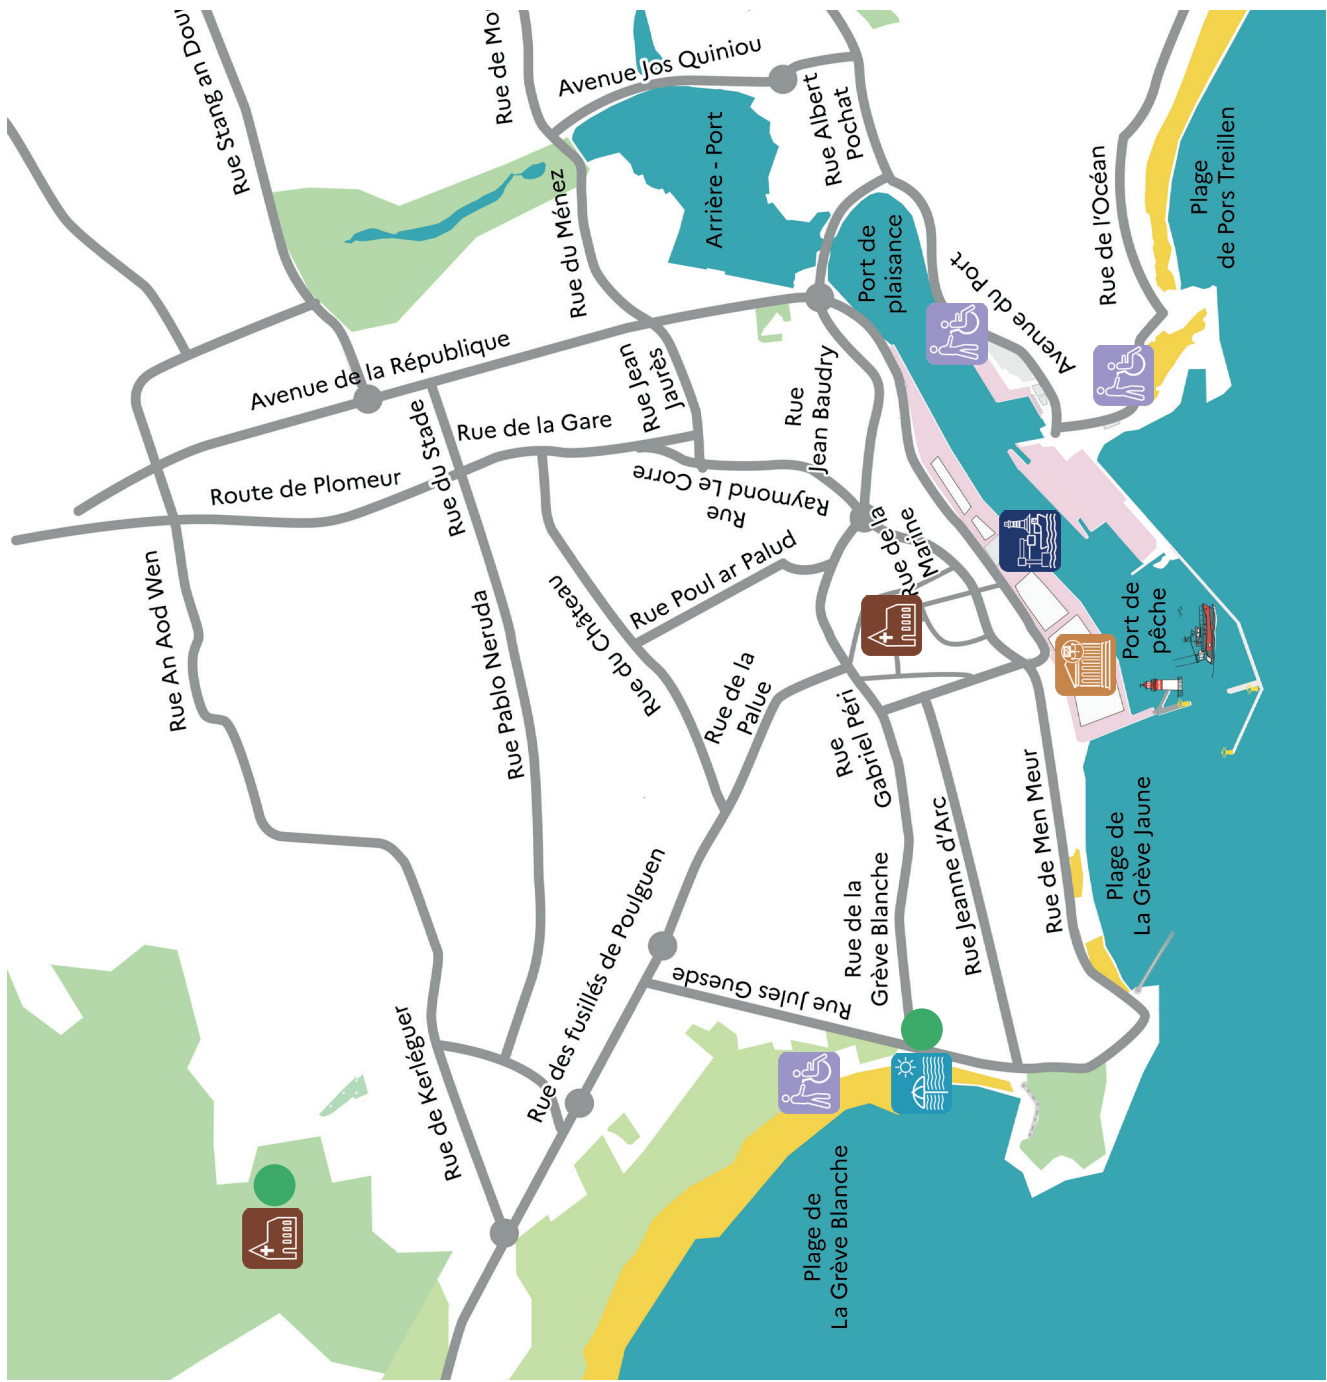 Rue Stang an Dour
Rue de Mo
Avenue Jos Quiniou
Rue Albert
Pochat
Arrière - Port
Rue du Ménez
Port de
plaisance
Avenue du Port
Rue de l'Océan
Plage
de Pors Treillen
Avenue de la République
Rue Jean
Jaurès
Rue
Jean Baudry
Rue de la Gare
Rue du Stade
Route de Plomeur
Rue
Raymond Le Corre
Rue de la
Marine
Rue Poul ar Palud
Rue du Château
Rue An Aod Wen
Rue Pablo Neruda
Rue de la
Palue
Port de
pêche
Rue
Gabriel Péri
Rue de Men Meur
Plage de
La Grève Jaune
Rue Jeanne d'Arc
Rue de la
Grève Blanche
Rue des fusillés de Poulguen
Rue Jules Guesde
Rue de Kerléguer
Plage de
La Grève Blanche